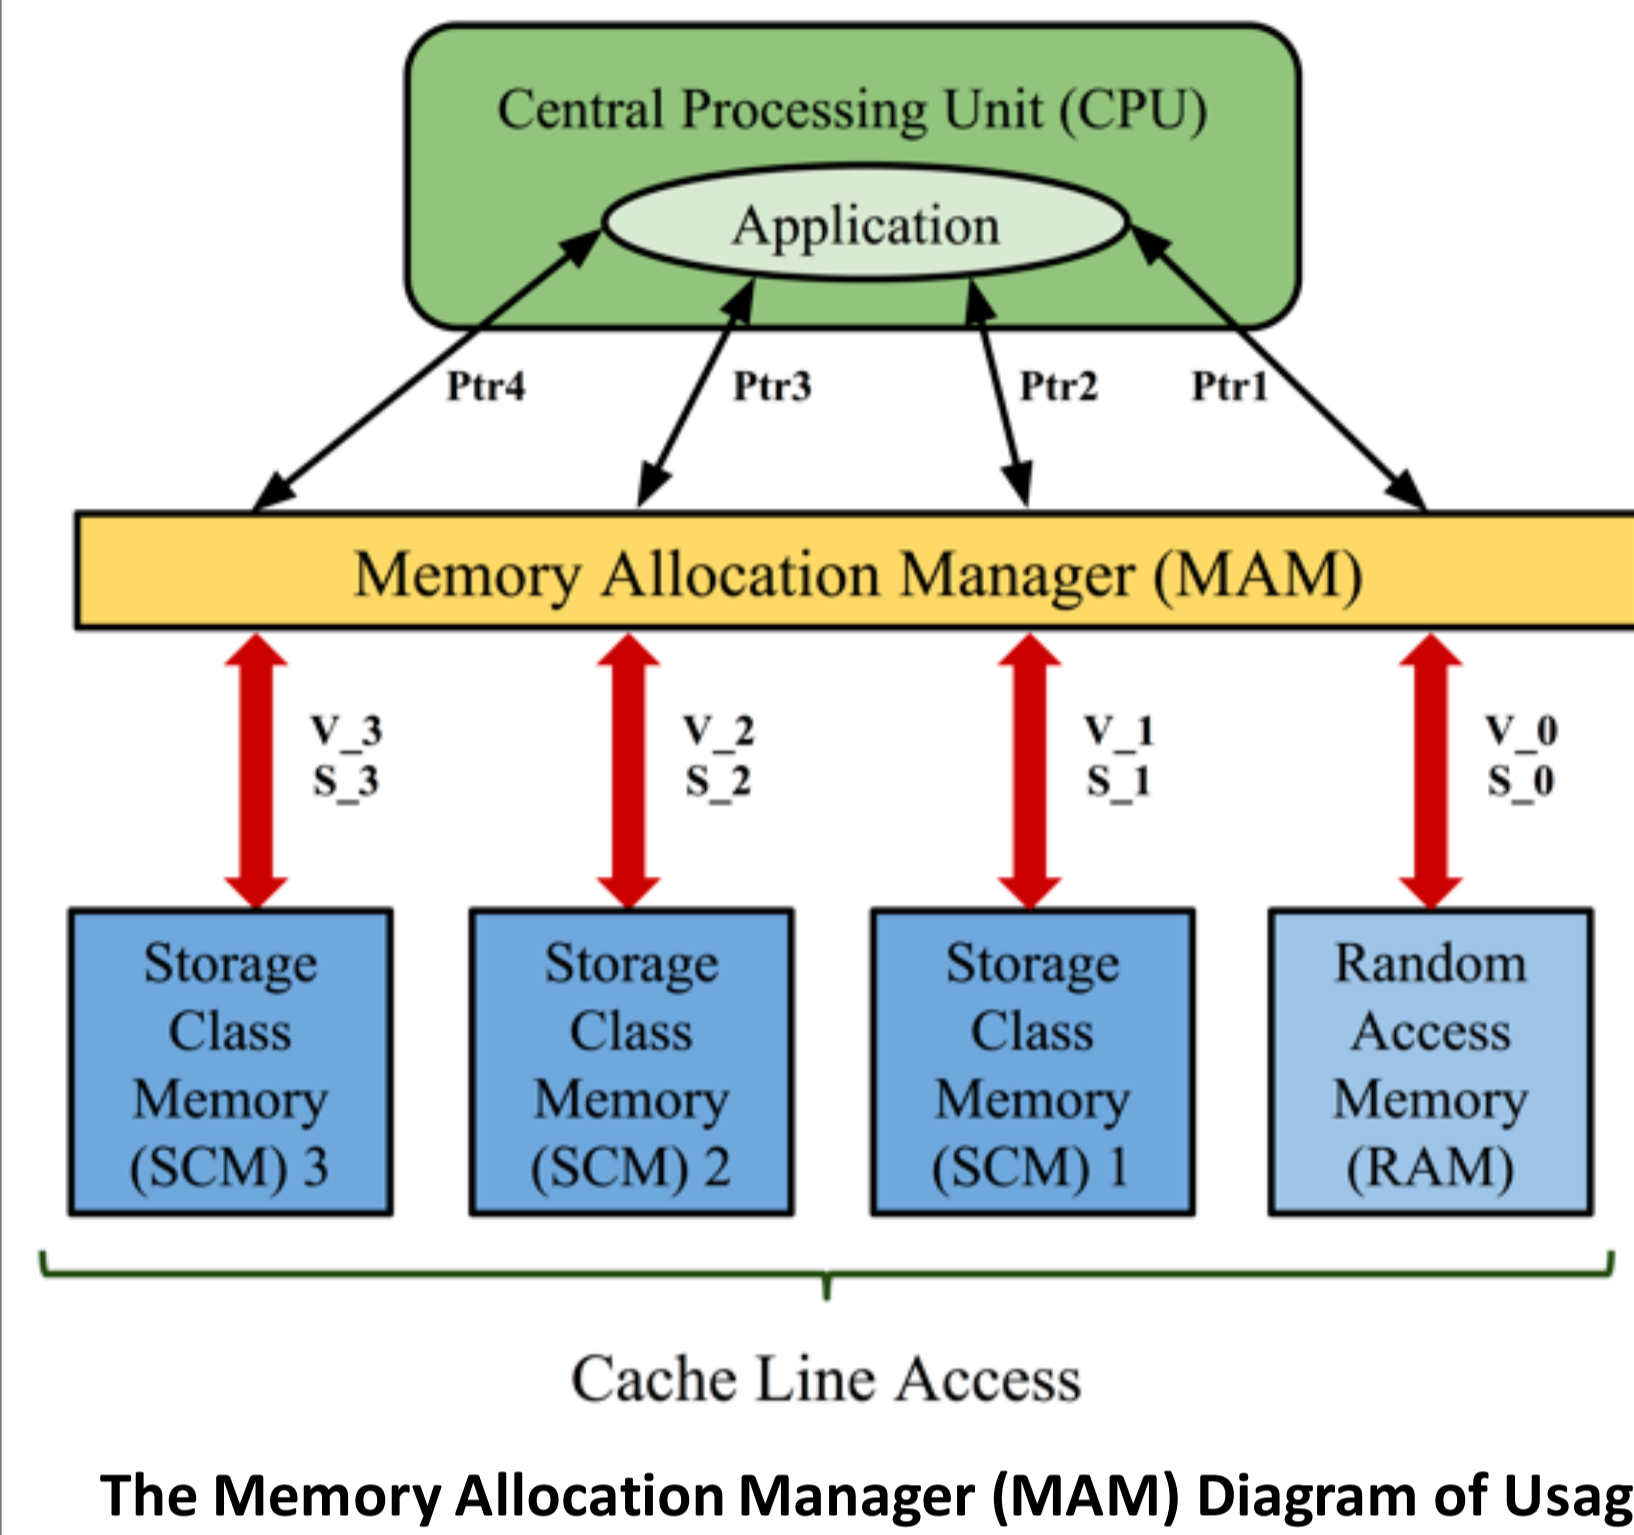 Central Processing Unit (CPU)
Application
Ptr4 Ptr3 Ptr2 Ptr1
Memory Allocation Manager (MAM)
V_3 V_2 V_1 V_0
S_3 S_2 S_1 S_0
Storage
Class
Memory
(SCM) 3
Storage
Class
Memory
(SCM) 2
Storage
Class
Memory
(SCM) 1
Random
Access
Memory
(RAM)
Cache Line Access
The Memory Allocation Manager (MAM) Diagram of Usag